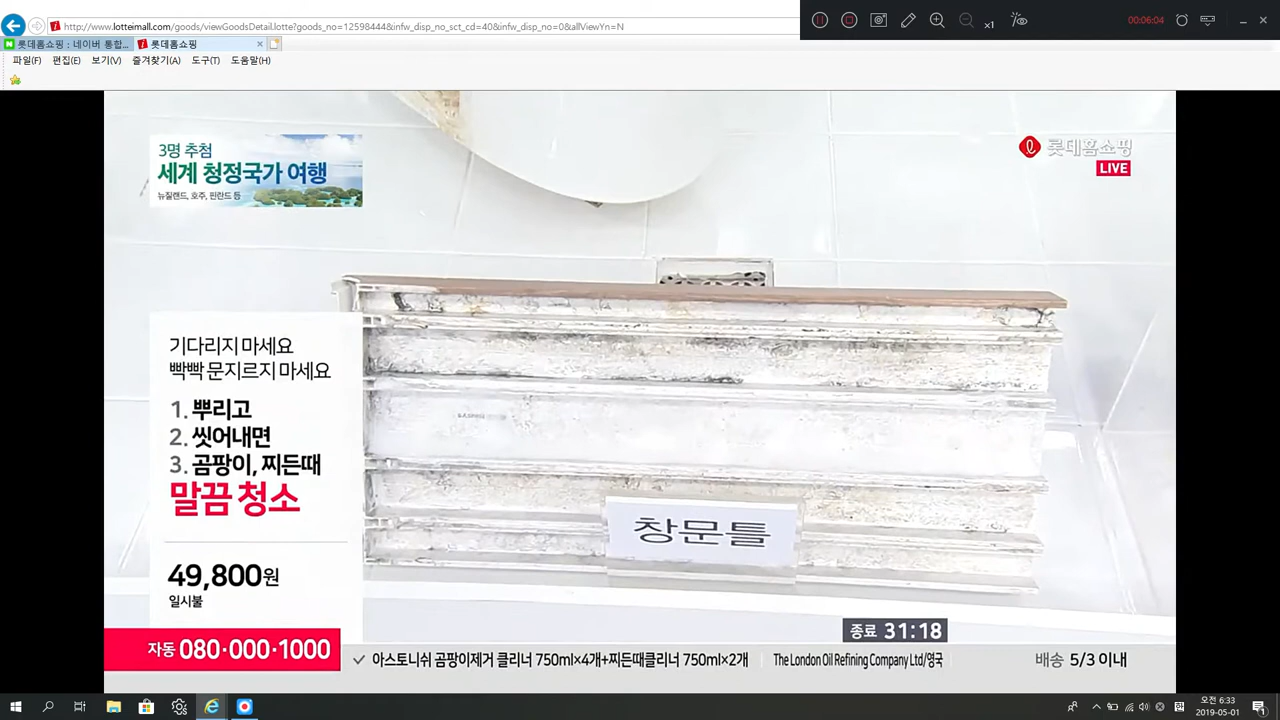 http://www.lotteimall.com/goods/viewGoodsDetail.lotte?goods_no=12598444&infw_disp_no_sct_cd=40&infw_disp_no=0&allViewYn=N
x1
00:06:04
롯데홈쇼핑 : 네이버 통합...
롯데홈쇼핑
파일(F) 편집(E) 보기(V) 즐겨찾기(A) 도구(T) 도움말(H)
3명 추첨
세계 청정국가 여행
뉴질랜드, 호주, 핀란드 등
롯데홈쇼핑
LIVE
기다리지 마세요
빡빡 문지르지 마세요
1. 뿌리고
2. 씻어내면
3. 곰팡이, 찌든때
말끔 청소
49,800원
일시불
창문틀
종료 31:18
자동 080·000·1000
아스토니쉬 곰팡이제거 클리너 750ml×4개+찌든때클리너 750ml×2개
The London Oil Refining Company Ltd/영국
배송 5/3 이내
오전 6:33
2019-05-01